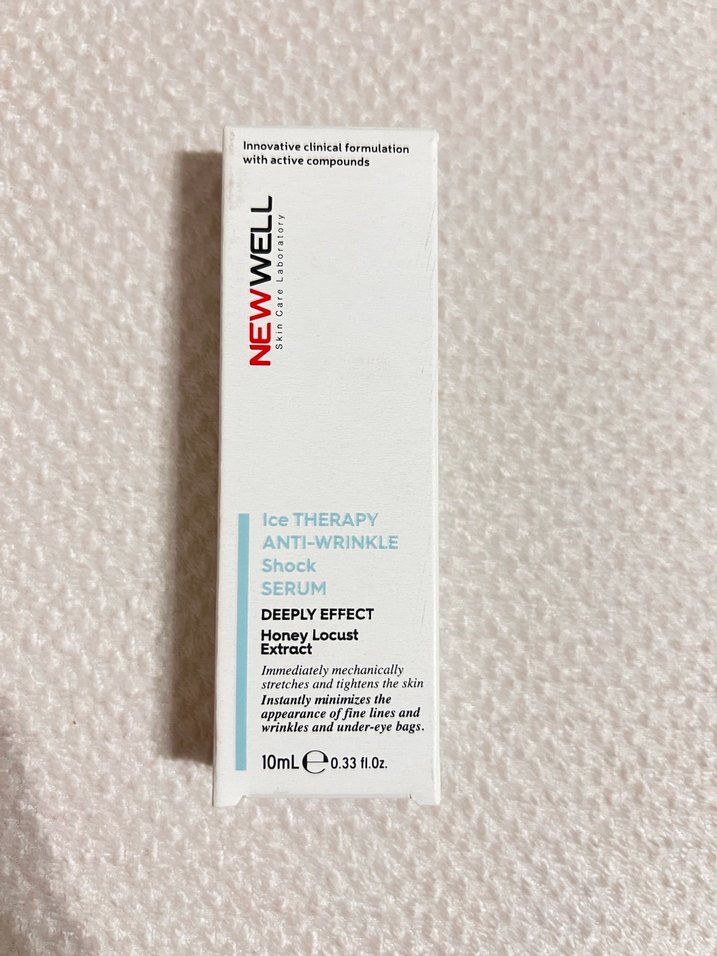 Innovative clinical formulation
with active compounds
NEWWELL
Skin Care Laboratory
Ice THERAPY
ANTI-WRINKLE
Shock
SERUM
DEEPLY EFFECT
Honey Locust
Extract
Immediately mechanically
stretches and tightens the skin
Instantly minimizes the
appearance of fine lines and
wrinkles and under-eye bags.
10mL ℮ 0.33 fl.Oz.